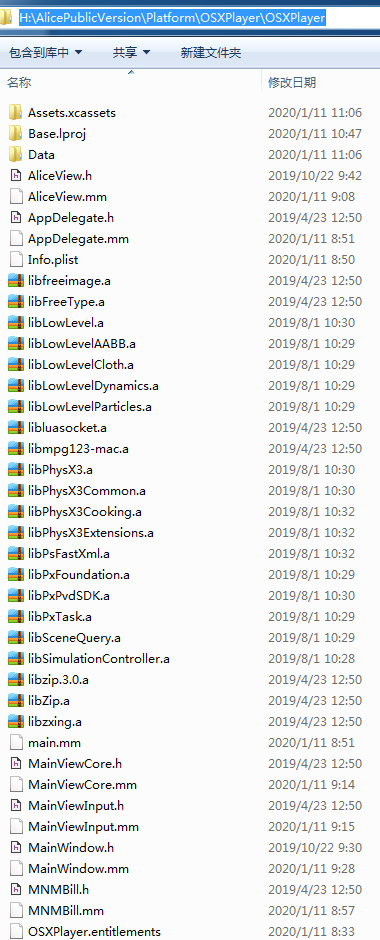 H:\AlicePublicVersion\Platform\OSXPlayer\OSXPlayer
包含到库中 共享 新建文件夹
名称 修改日期
Assets.xcassets 2020/1/11 11:06
Base.lproj 2020/1/11 10:47
Data 2020/1/11 11:06
AliceView.h 2019/10/22 9:42
AliceView.mm 2020/1/11 9:08
AppDelegate.h 2019/4/23 12:50
AppDelegate.mm 2020/1/11 8:51
Info.plist 2020/1/11 8:50
libfreeimage.a 2019/4/23 12:50
libFreeType.a 2019/4/23 12:50
libLowLevel.a 2019/8/1 10:30
libLowLevelAABB.a 2019/8/1 10:29
libLowLevelCloth.a 2019/8/1 10:29
libLowLevelDynamics.a 2019/8/1 10:29
libLowLevelParticles.a 2019/8/1 10:29
libluasocket.a 2019/4/23 12:50
libmpg123-mac.a 2019/4/23 12:50
libPhysX3.a 2019/8/1 10:30
libPhysX3Common.a 2019/8/1 10:30
libPhysX3Cooking.a 2019/8/1 10:32
libPhysX3Extensions.a 2019/8/1 10:32
libPsFastXml.a 2019/8/1 10:32
libPxFoundation.a 2019/8/1 10:29
libPxPvdSDK.a 2019/8/1 10:30
libPxTask.a 2019/8/1 10:29
libSceneQuery.a 2019/8/1 10:29
libSimulationController.a 2019/8/1 10:28
libzip.3.0.a 2019/4/23 12:50
libZip.a 2019/4/23 12:50
libzxing.a 2019/4/23 12:50
main.mm 2020/1/11 8:51
MainViewCore.h 2019/4/23 12:50
MainViewCore.mm 2020/1/11 9:14
MainViewInput.h 2019/4/23 12:50
MainViewInput.mm 2020/1/11 9:15
MainWindow.h 2019/10/22 9:30
MainWindow.mm 2020/1/11 9:28
MNMBill.h 2019/4/23 12:50
MNMBill.mm 2020/1/11 8:57
OSXPlayer.entitlements 2020/1/11 8:33